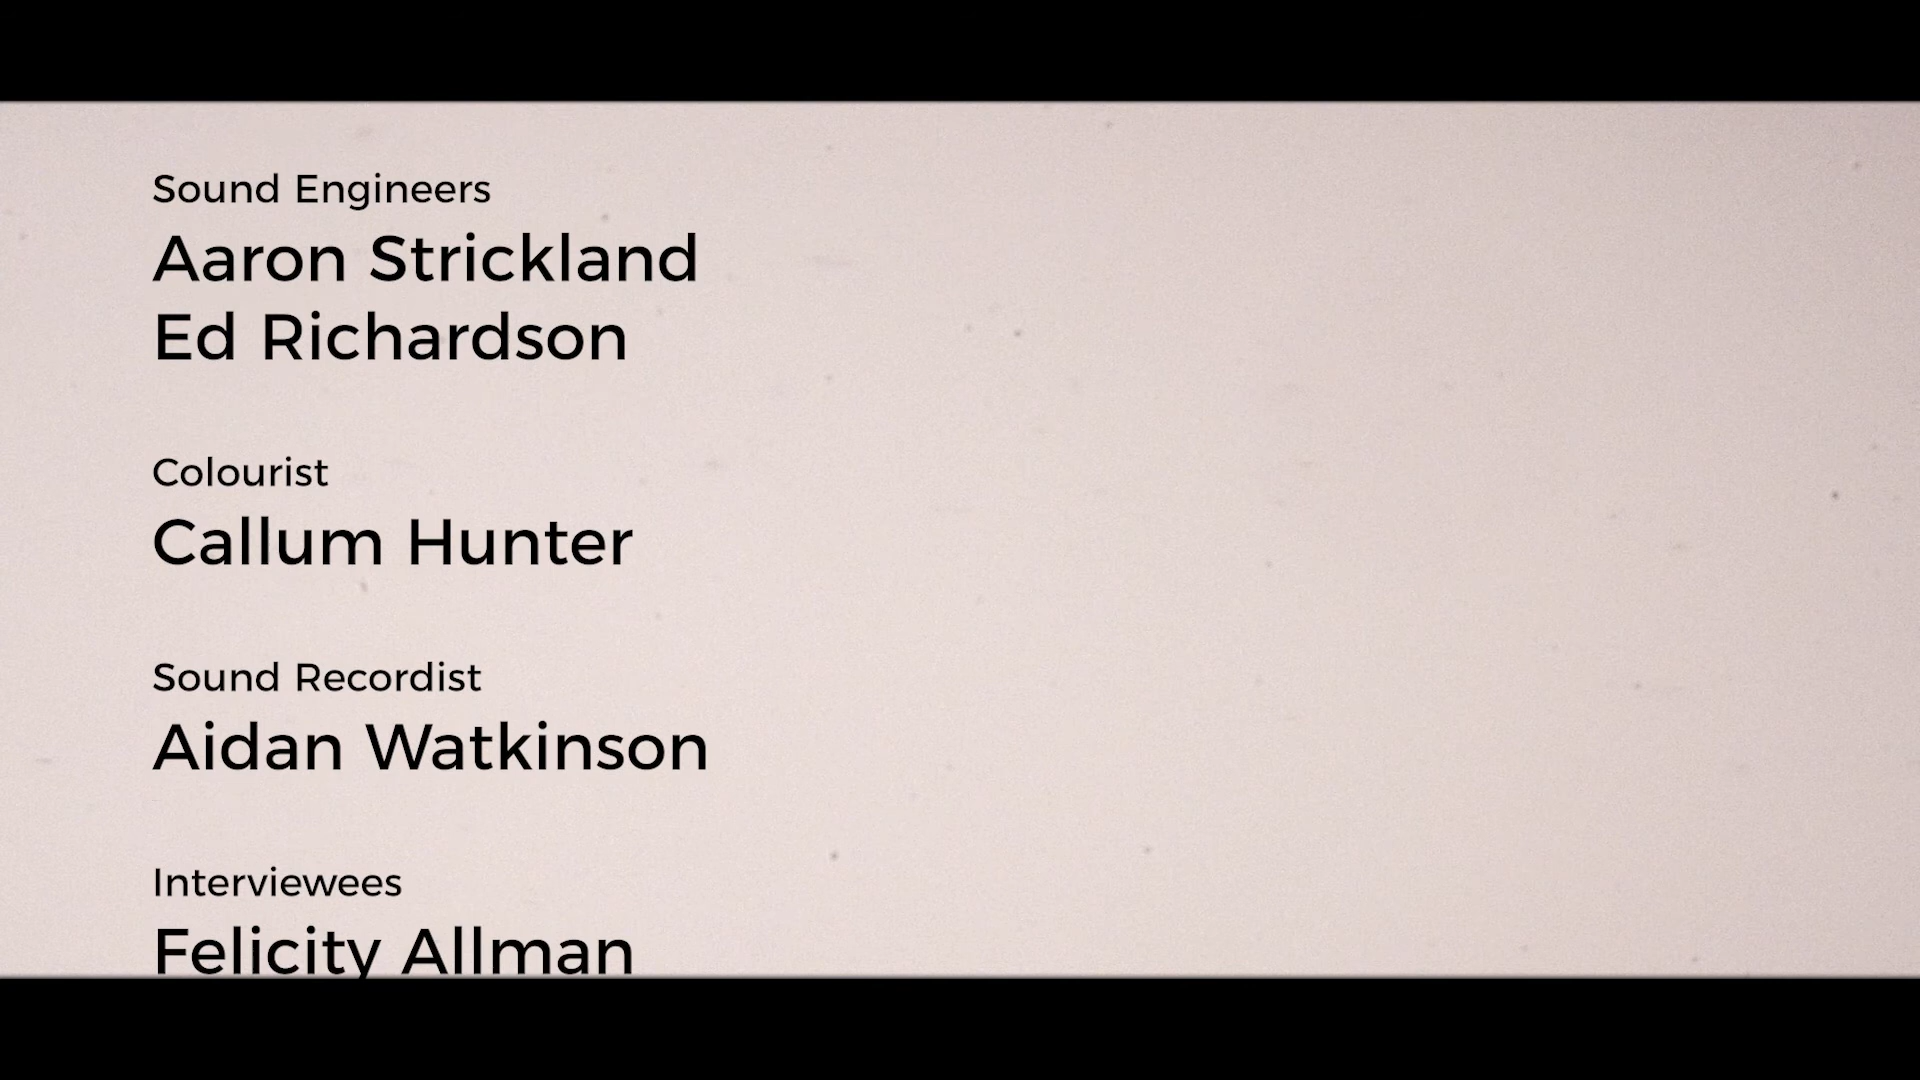 Sound Engineers
Aaron Strickland
Ed Richardson
Colourist
Callum Hunter
Sound Recordist
Aidan Watkinson
Interviewees
Felicity Allman